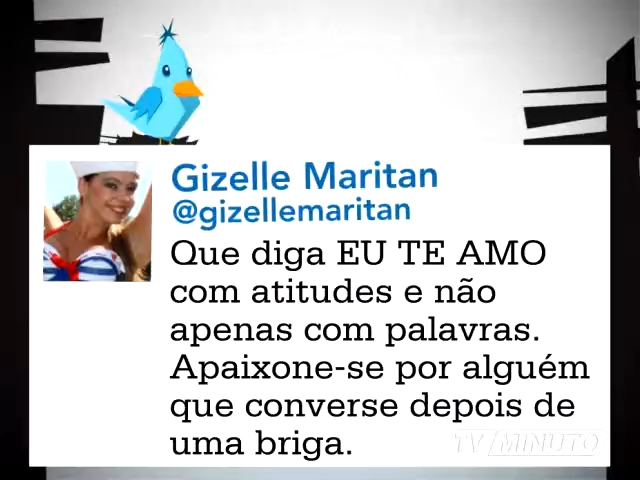 Gizelle Maritan
@gizellemaritan
Que diga EU TE AMO
com atitudes e não
apenas com palavras.
Apaixone-se por alguém
que converse depois de
uma briga.
TV MINUTO